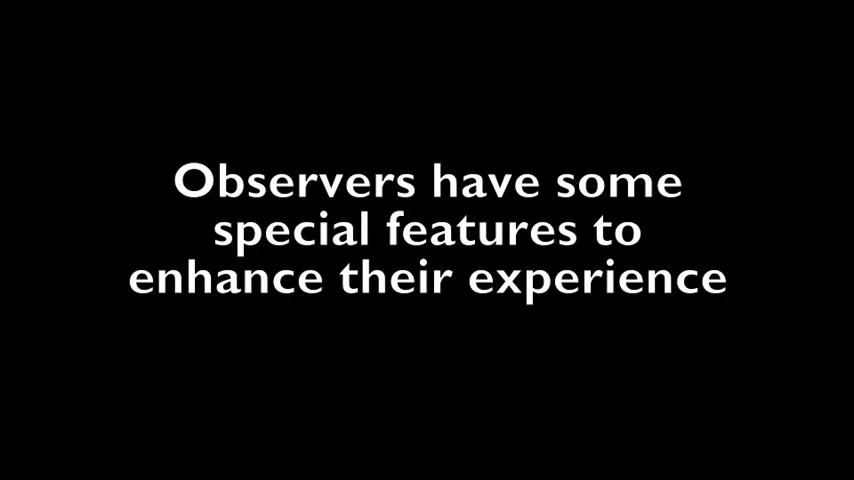 Observers have some
special features to
enhance their experience